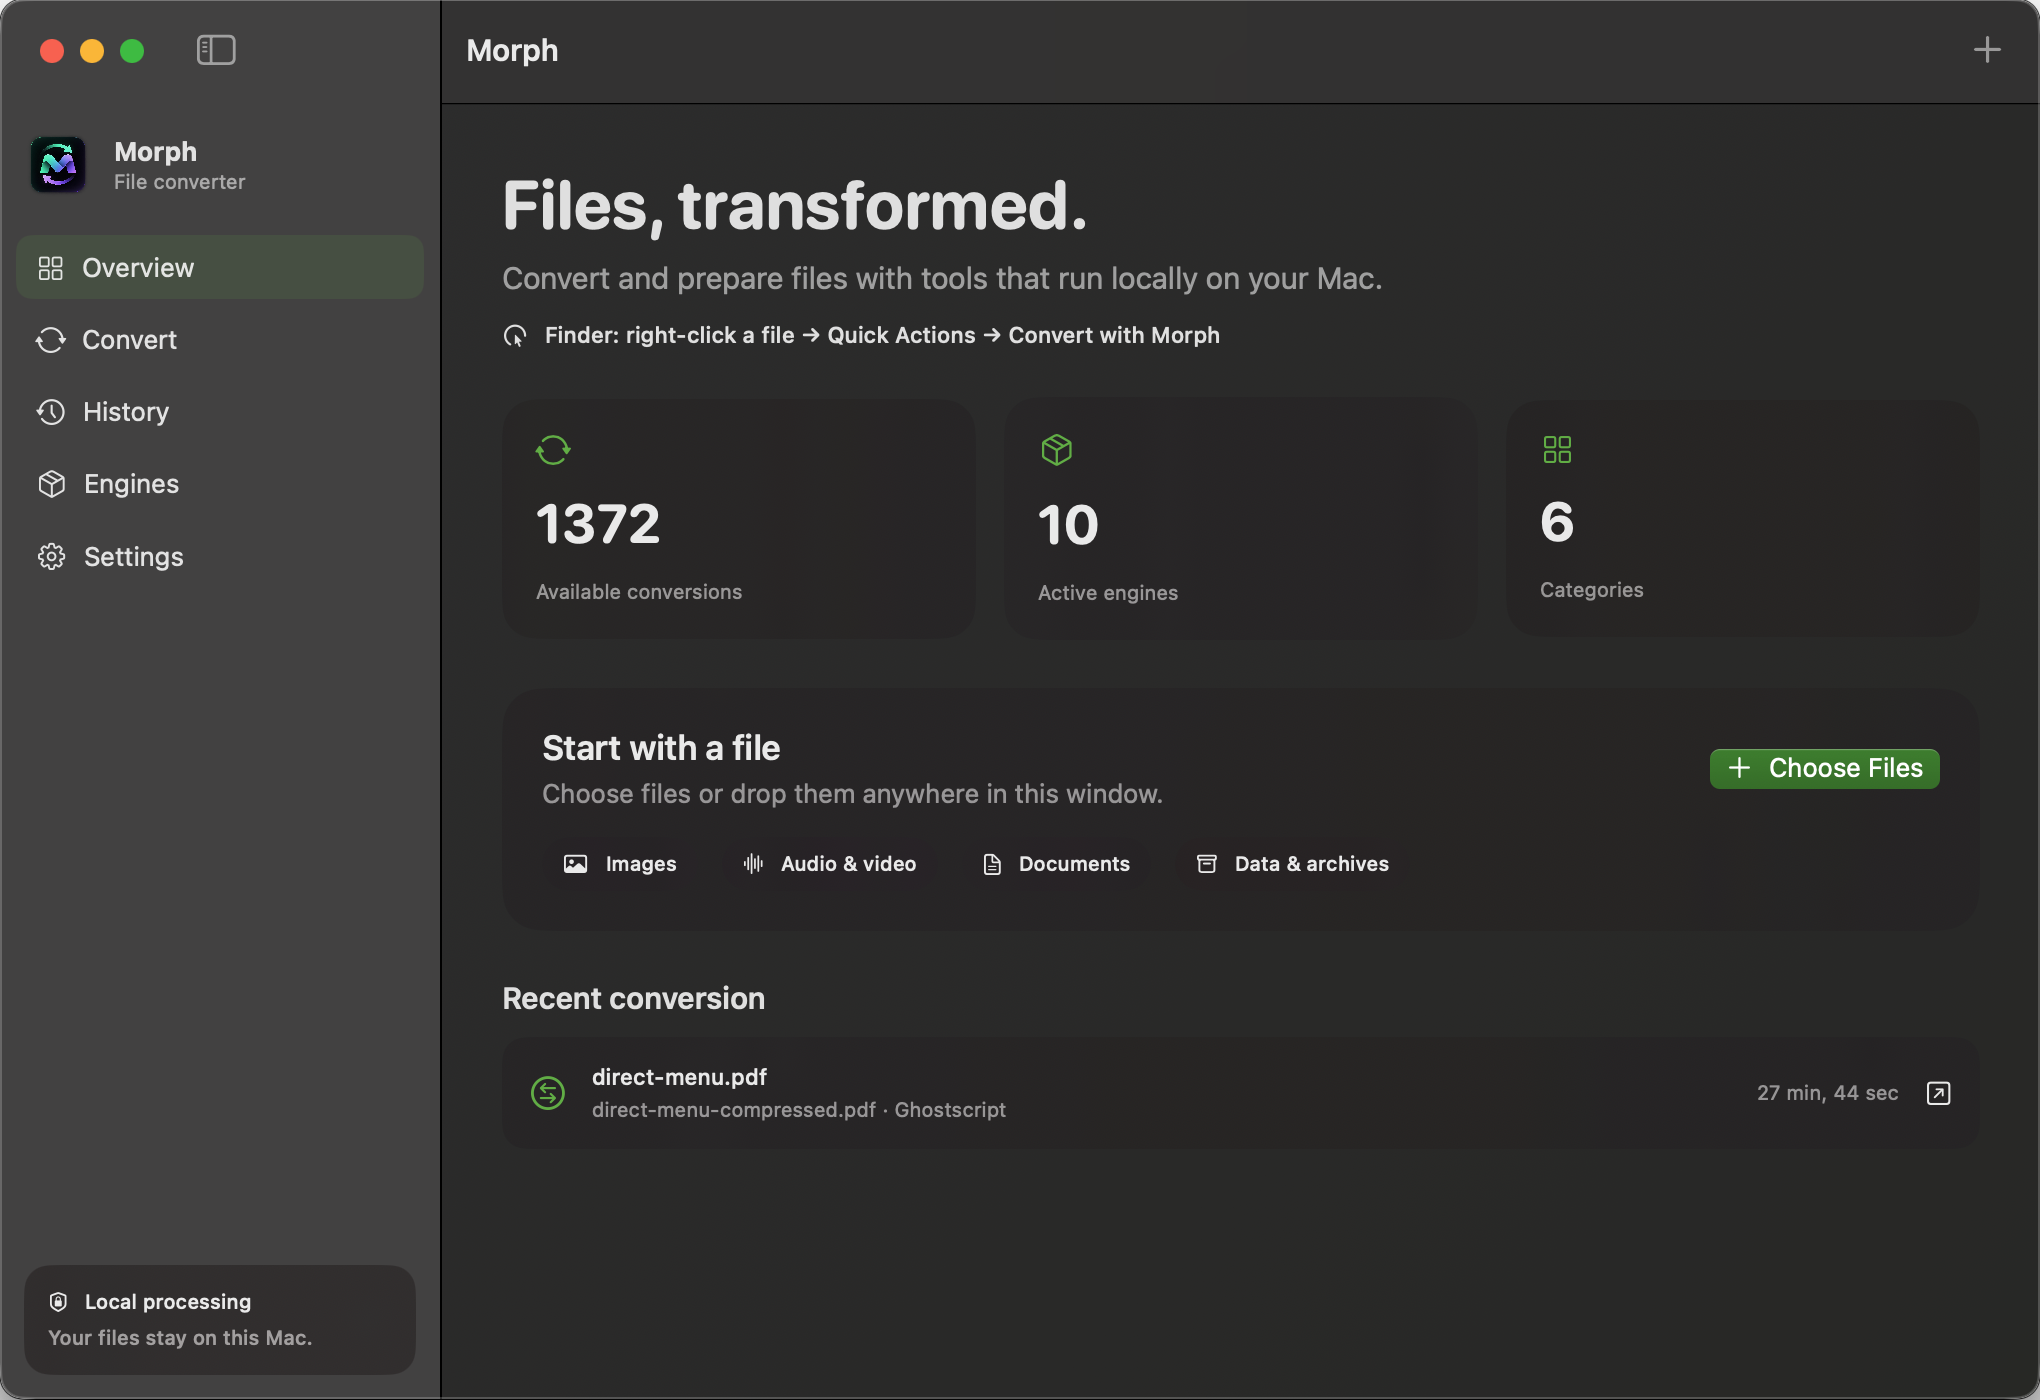 Morph
Morph
File converter
Overview
Convert
History
Engines
Settings
Local processing
Your files stay on this Mac.
Files, transformed.
Convert and prepare files with tools that run locally on your Mac.
Finder: right-click a file → Quick Actions → Convert with Morph
1372
Available conversions
10
Active engines
6
Categories
Start with a file
Choose files or drop them anywhere in this window.
Choose Files
Images
Audio & video
Documents
Data & archives
Recent conversion
direct-menu.pdf
direct-menu-compressed.pdf · Ghostscript
27 min, 44 sec